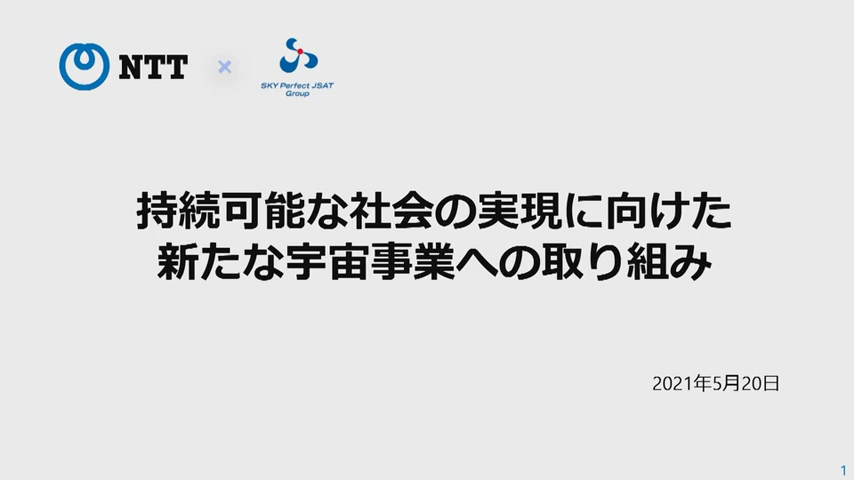 NTT × SKY Perfect JSAT
Group
持続可能な社会の実現に向けた
新たな宇宙事業への取り組み
2021年5月20日
1